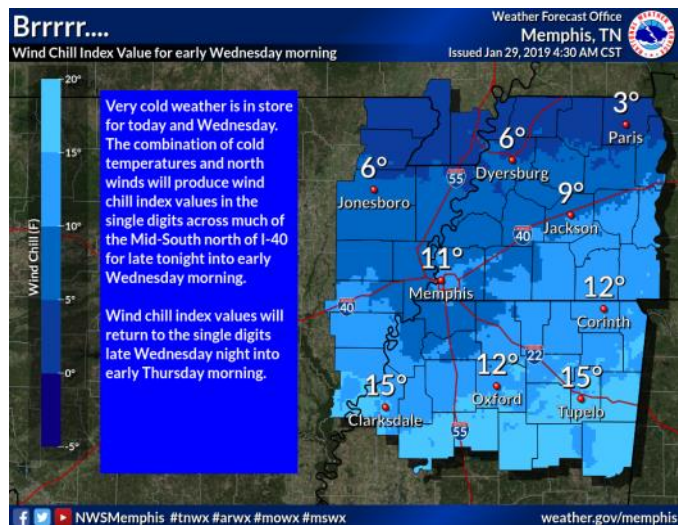 Brrrrr....
Weather Forecast Office
Memphis, TN
Wind Chill Index Value for early Wednesday morning
Issued Jan 29, 2019 4:30 AM CST
20°
15°
10°
5°
0°
-5°
Wind Chill (F)
Very cold weather is in store
for today and Wednesday.
The combination of cold
temperatures and north
winds will produce wind
chill index values in the
single digits across much of
the Mid-South north of I-40
for late tonight into early
Wednesday morning.
Wind chill index values will
return to the single digits
late Wednesday night into
early Thursday morning.
3°
Paris
6°
Dyersburg
6°
Jonesboro
55
9°
Jackson
40
11°
Memphis
40
12°
Corinth
22
12°
Oxford
15°
Tupelo
15°
Clarksdale
55
NWSMemphis #tnwx #arwx #mowx #mswx
weather.gov/memphis